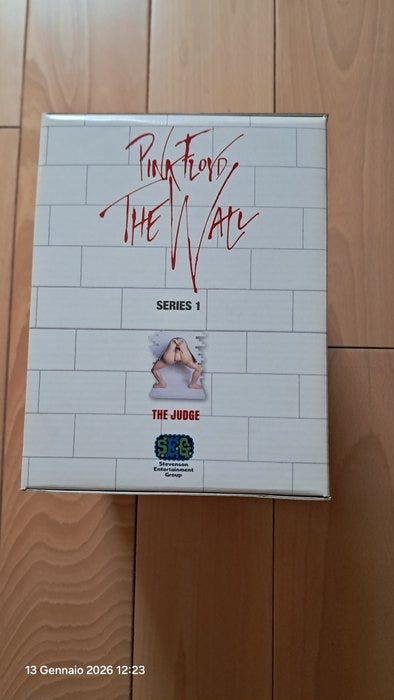 PINK FLOYD
THE WALL
SERIES 1
THE JUDGE
SEG
Stevenson
Entertainment
Group
13 Gennaio 2026 12:23